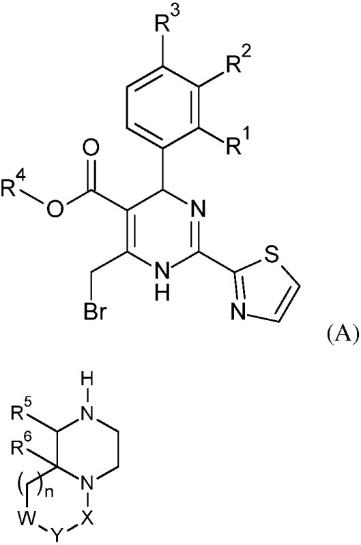 R³
R²
R¹
O
R⁴
O
N
S
N
H
N
Br
(A)
H
R⁵
N
R⁶
( )n
N
W
Y
X